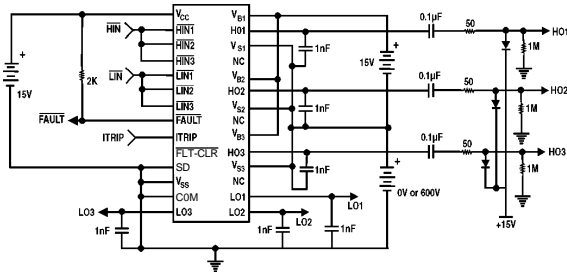 VCC
HIN
HIN1
HIN2
HIN3
LIN
LIN1
LIN2
LIN3
2K
15V
FAULT
FAULT
ITRIP
ITRIP
FLT-CLR
SD
VSS
COM
LO3
LO3
1nF
VB1
H01
VS1
NC
VB2
HO2
VS2
NC
VB3
HO3
VS3
NC
LO1
LO2
1nF
1nF
1nF
15V
0V or 600V
LO1
LO2
1nF
1nF
0.1µF
50
HO1
1M
0.1µF
50
HO2
1M
0.1µF
50
HO3
1M
+15V